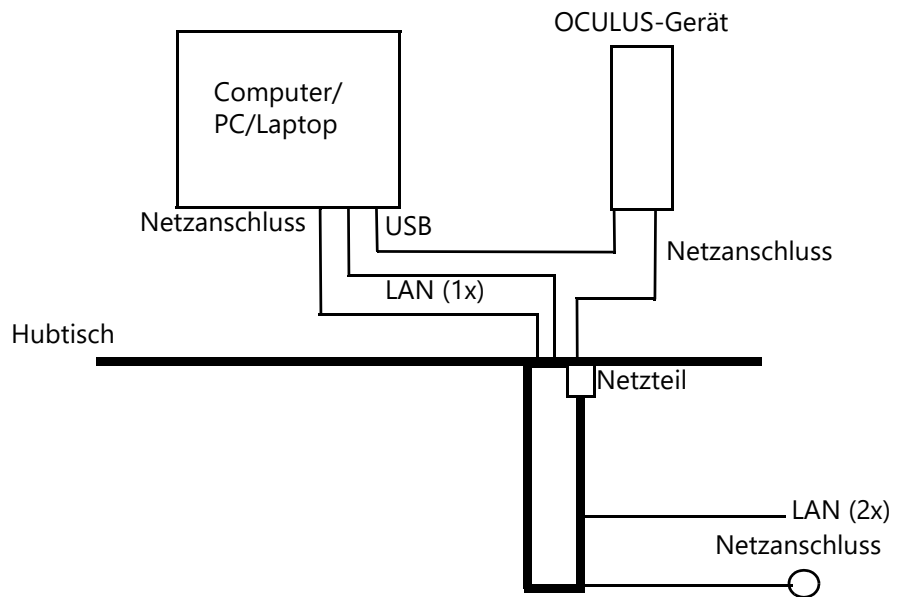 OCULUS-Gerät
Computer/
PC/Laptop
Netzanschluss
USB
Netzanschluss
LAN (1x)
Hubtisch
Netzteil
LAN (2x)
Netzanschluss